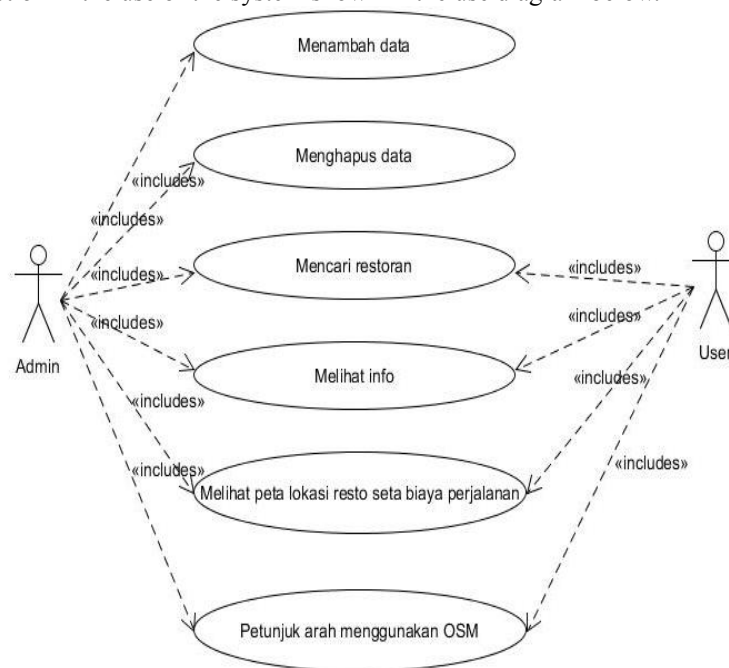 in the use of the system in the use diagram below.
Menambah data
Menghapus data
«includes»
«includes»
Mencari restoran
«includes»
«includes»
Admin
User
«includes»
«includes»
Melihat info
«includes»
«includes»
«includes»
«includes»
Melihat peta lokasi resto seta biaya perjalanan
Petunjuk arah menggunakan OSM